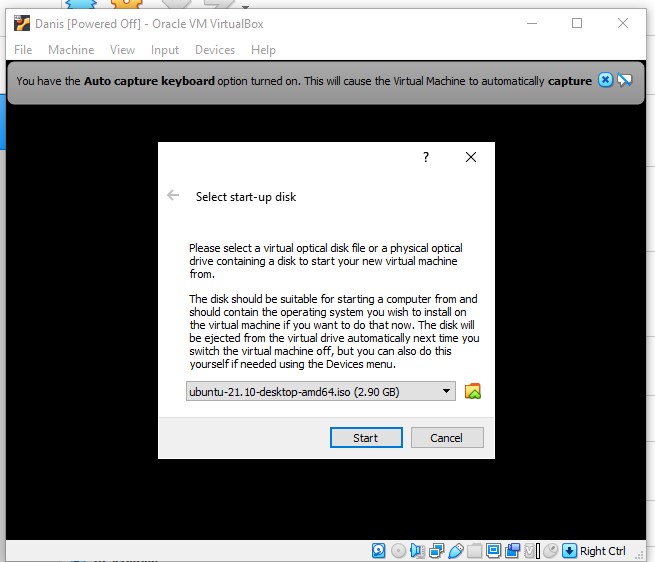 Danis [Powered Off] - Oracle VM VirtualBox
File Machine View Input Devices Help
You have the Auto capture keyboard option turned on. This will cause the Virtual Machine to automatically capture
?
Select start-up disk
Please select a virtual optical disk file or a physical optical
drive containing a disk to start your new virtual machine
from.
The disk should be suitable for starting a computer from and
should contain the operating system you wish to install on
the virtual machine if you want to do that now. The disk will
be ejected from the virtual drive automatically next time you
switch the virtual machine off, but you can also do this
yourself if needed using the Devices menu.
ubuntu-21.10-desktop-amd64.iso (2.90 GB)
Start Cancel
Right Ctrl